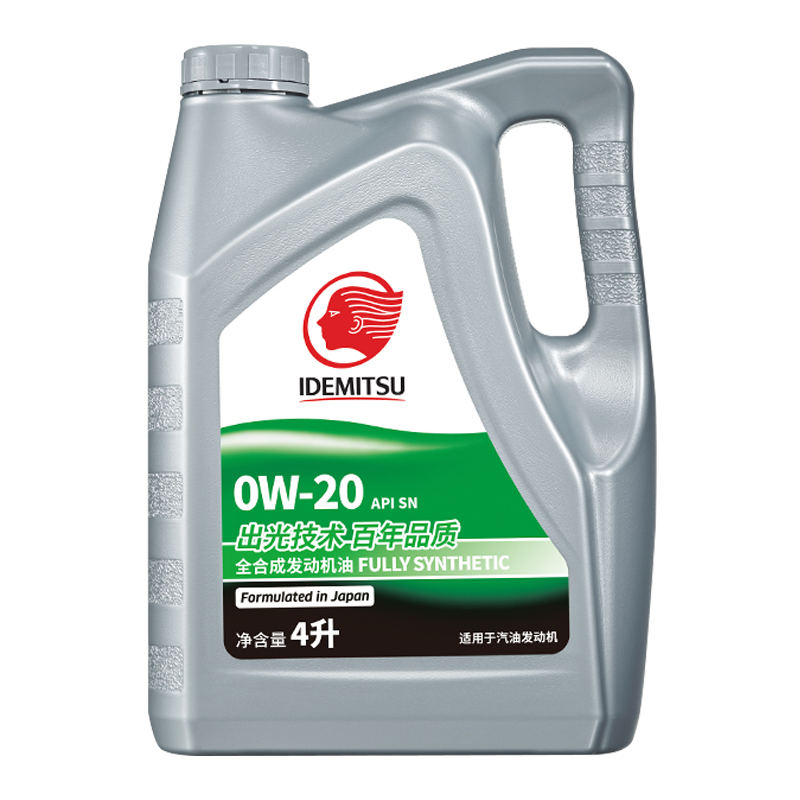 IDEMITSU
0W-20 API SN
出光技术 百年品质
全合成发动机油 FULLY SYNTHETIC
Formulated in Japan
净含量 4升 适用于汽油发动机